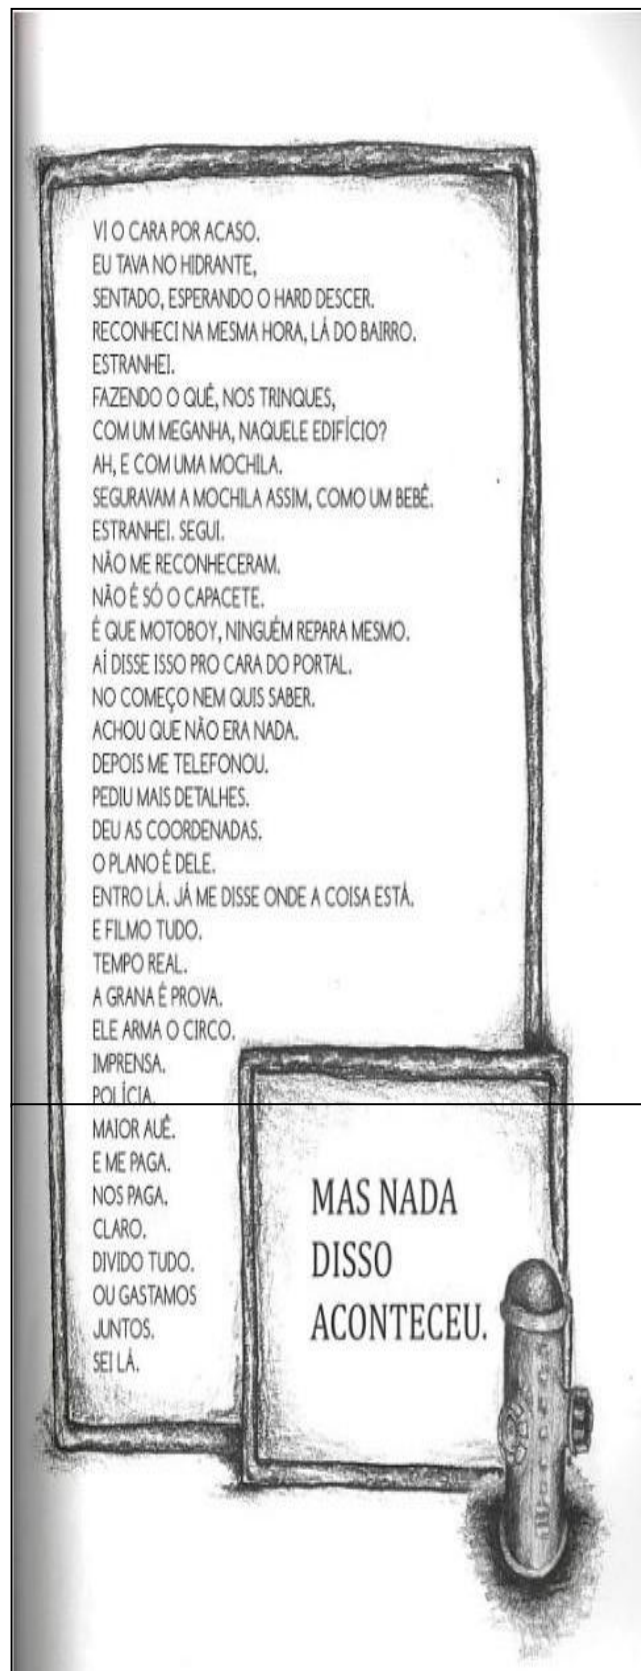 VI O CARA POR ACASO.
EU TAVA NO HIDRANTE,
SENTADO, ESPERANDO O HARD DESCER.
RECONHECI NA MESMA HORA, LÁ DO BAIRRO.
ESTRANHEI.
FAZENDO O QUÊ, NOS TRINQUES,
COM UM MEGANHA, NAQUELE EDIFÍCIO?
AH, E COM UMA MOCHILA.
SEGURAVAM A MOCHILA ASSIM, COMO UM BEBÊ.
ESTRANHEI. SEGUI.
NÃO ME RECONHECERAM.
NÃO É SÓ O CAPACETE.
É QUE MOTOBOY, NINGUÉM REPARA MESMO.
AÍ DISSE ISSO PRO CARA DO PORTAL.
NO COMEÇO NEM QUIS SABER.
ACHOU QUE NÃO ERA NADA.
DEPOIS ME TELEFONOU.
PEDIU MAIS DETALHES.
DEU AS COORDENADAS.
O PLANO É DELE.
ENTRO LÁ. JÁ ME DISSE ONDE A COISA ESTÁ.
E FILMO TUDO.
TEMPO REAL.
A GRANA É PROVA.
ELE ARMA O CIRCO.
IMPRENSA.
POLÍCIA.
MAIOR AUÊ.
E ME PAGA.
NOS PAGA.
CLARO.
DIVIDO TUDO.
OU GASTAMOS
JUNTOS.
SEI LÁ.
MAS NADA
DISSO
ACONTECEU.